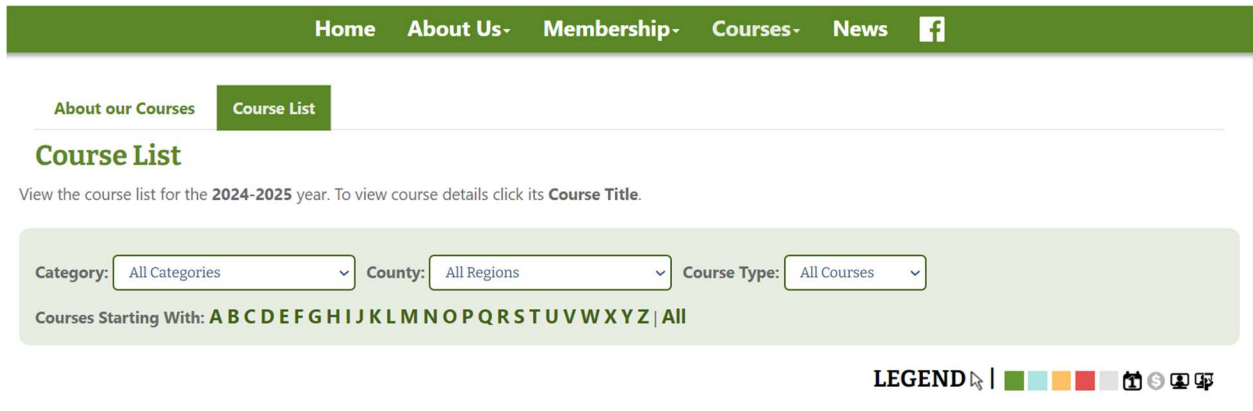 Home About Us Membership Courses News
About our Courses Course List
Course List
View the course list for the 2024-2025 year. To view course details click its Course Title.
Category: All Categories County: All Regions Course Type: All Courses
Courses Starting With: A B C D E F G H I J K L M N O P Q R S T U V W X Y Z | All
LEGEND |